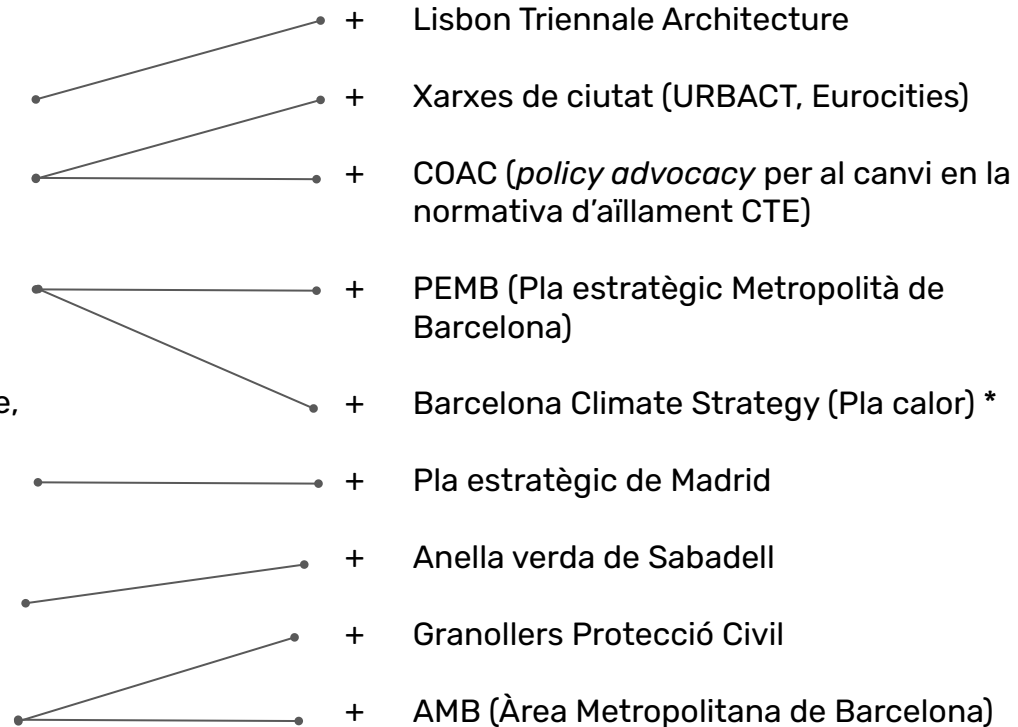 + Lisbon Triennale Architecture
+ Xarxes de ciutat (URBACT, Eurocities)
+ COAC (policy advocacy per al canvi en la
normativa d'aïllament CTE)
+ PEMB (Pla estratègic Metropolità de
Barcelona)
e,
+ Barcelona Climate Strategy (Pla calor) *
+ Pla estratègic de Madrid
+ Anella verda de Sabadell
+ Granollers Protecció Civil
+ AMB (Àrea Metropolitana de Barcelona)